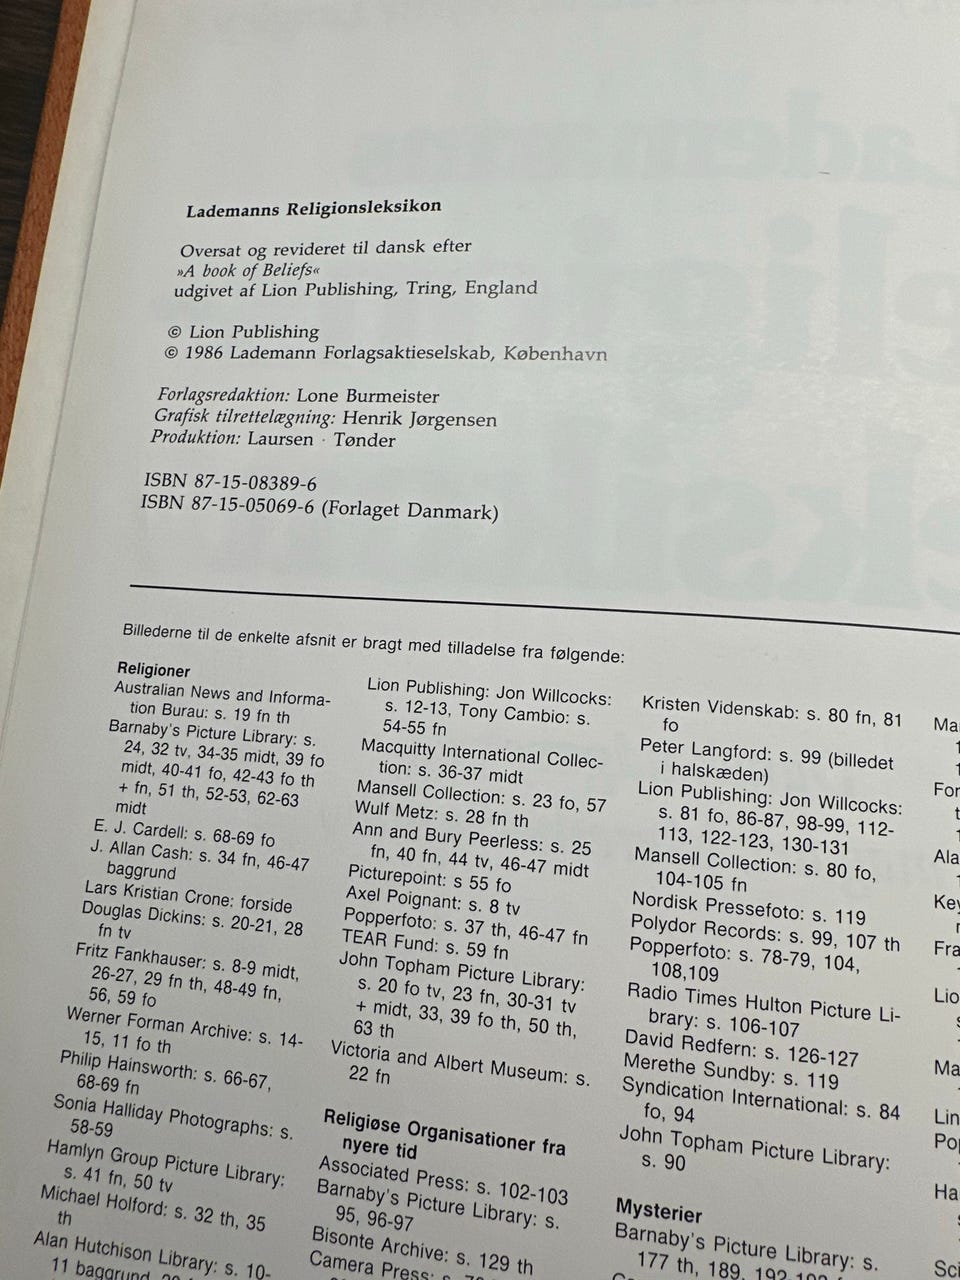 Lademanns Religionsleksikon
Oversat og revideret til dansk efter
»A book of Beliefs«
udgivet af Lion Publishing, Tring, England
© Lion Publishing
© 1986 Lademann Forlagsaktieselskab, København
Forlagsredaktion: Lone Burmeister
Grafisk tilrettelægning: Henrik Jørgensen
Produktion: Laursen · Tønder
ISBN 87-15-08389-6
ISBN 87-15-05069-6 (Forlaget Danmark)
Billederne til de enkelte afsnit er bragt med tilladelse fra følgende:
Religioner
Australian News and Informa-
tion Burau: s. 19 fn th
Barnaby's Picture Library: s.
24, 32 tv, 34-35 midt, 39 fo
midt, 40-41 fo, 42-43 fo th
+ fn, 51 th, 52-53, 62-63
midt
E. J. Cardell: s. 68-69 fo
J. Allan Cash: s. 34 fn, 46-47
baggrund
Lars Kristian Crone: forside
Douglas Dickins: s. 20-21, 28
fn tv
Fritz Fankhauser: s. 8-9 midt,
26-27, 29 fn th, 48-49 fn,
56, 59 fo
Werner Forman Archive: s. 14-
15, 11 fo th
Philip Hainsworth: s. 66-67,
68-69 fn
Sonia Halliday Photographs: s.
58-59
Hamlyn Group Picture Library:
s. 41 fn, 50 tv
Michael Holford: s. 32 th, 35
th
Alan Hutchison Library: s. 10-
11 baggrund,
Lion Publishing: Jon Willcocks:
s. 12-13, Tony Cambio: s.
54-55 fn
Macquitty International Collec-
tion: s. 36-37 midt
Mansell Collection: s. 23 fo, 57
Wulf Metz: s. 28 fn th
Ann and Bury Peerless: s. 25
fn, 40 fn, 44 tv, 46-47 midt
Picturepoint: s 55 fo
Axel Poignant: s. 8 tv
Popperfoto: s. 37 th, 46-47 fn
TEAR Fund: s. 59 fn
John Topham Picture Library:
s. 20 fo tv, 23 fn, 30-31 tv
+ midt, 33, 39 fo th, 50 th,
63 th
Victoria and Albert Museum: s.
22 fn
Religiøse Organisationer fra
nyere tid
Associated Press: s. 102-103
Barnaby's Picture Library: s.
95, 96-97
Bisonte Archive: s. 129 th
Camera Press: s.
Kristen Videnskab: s. 80 fn, 81
fo
Peter Langford: s. 99 (billedet
i halskæden)
Lion Publishing: Jon Willcocks:
s. 81 fo, 86-87, 98-99, 112-
113, 122-123, 130-131
Mansell Collection: s. 80 fo,
104-105 fn
Nordisk Pressefoto: s. 119
Polydor Records: s. 99, 107 th
Popperfoto: s. 78-79, 104,
108,109
Radio Times Hulton Picture Li-
brary: s. 106-107
David Redfern: s. 126-127
Merethe Sundby: s. 119
Syndication International: s. 84
fo, 94
John Topham Picture Library:
s. 90
Mysterier
Barnaby's Picture Library: s.
177 th, 189,